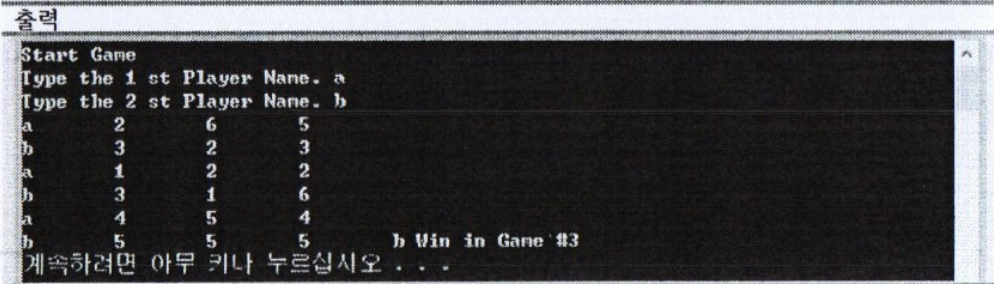 출력
Start Game
Type the 1 st Player Name. a
Type the 2 st Player Name. b
a 2 6 5
b 3 2 3
a 1 2 2
b 3 1 6
a 4 5 4
b 5 5 5 b Win in Game #3
계속하려면 아무 키나 누르십시오 . . .